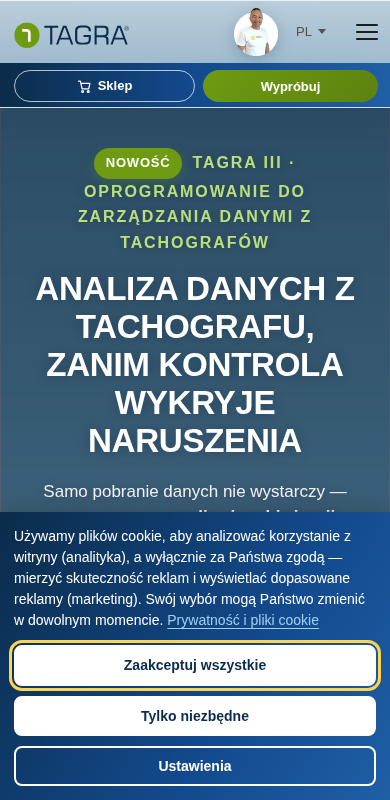 TAGRA®
PL
Sklep
Wypróbuj
NOWOŚĆ TAGRA III ·
OPROGRAMOWANIE DO
ZARZĄDZANIA DANYMI Z
TACHOGRAFÓW
ANALIZA DANYCH Z
TACHOGRAFU,
ZANIM KONTROLA
WYKRYJE
NARUSZENIA
Samo pobranie danych nie wystarczy —
Używamy plików cookie, aby analizować korzystanie z
witryny (analityka), a wyłącznie za Państwa zgodą —
mierzyć skuteczność reklam i wyświetlać dopasowane
reklamy (marketing). Swój wybór mogą Państwo zmienić
w dowolnym momencie. Prywatność i pliki cookie
Zaakceptuj wszystkie
Tylko niezbędne
Ustawienia